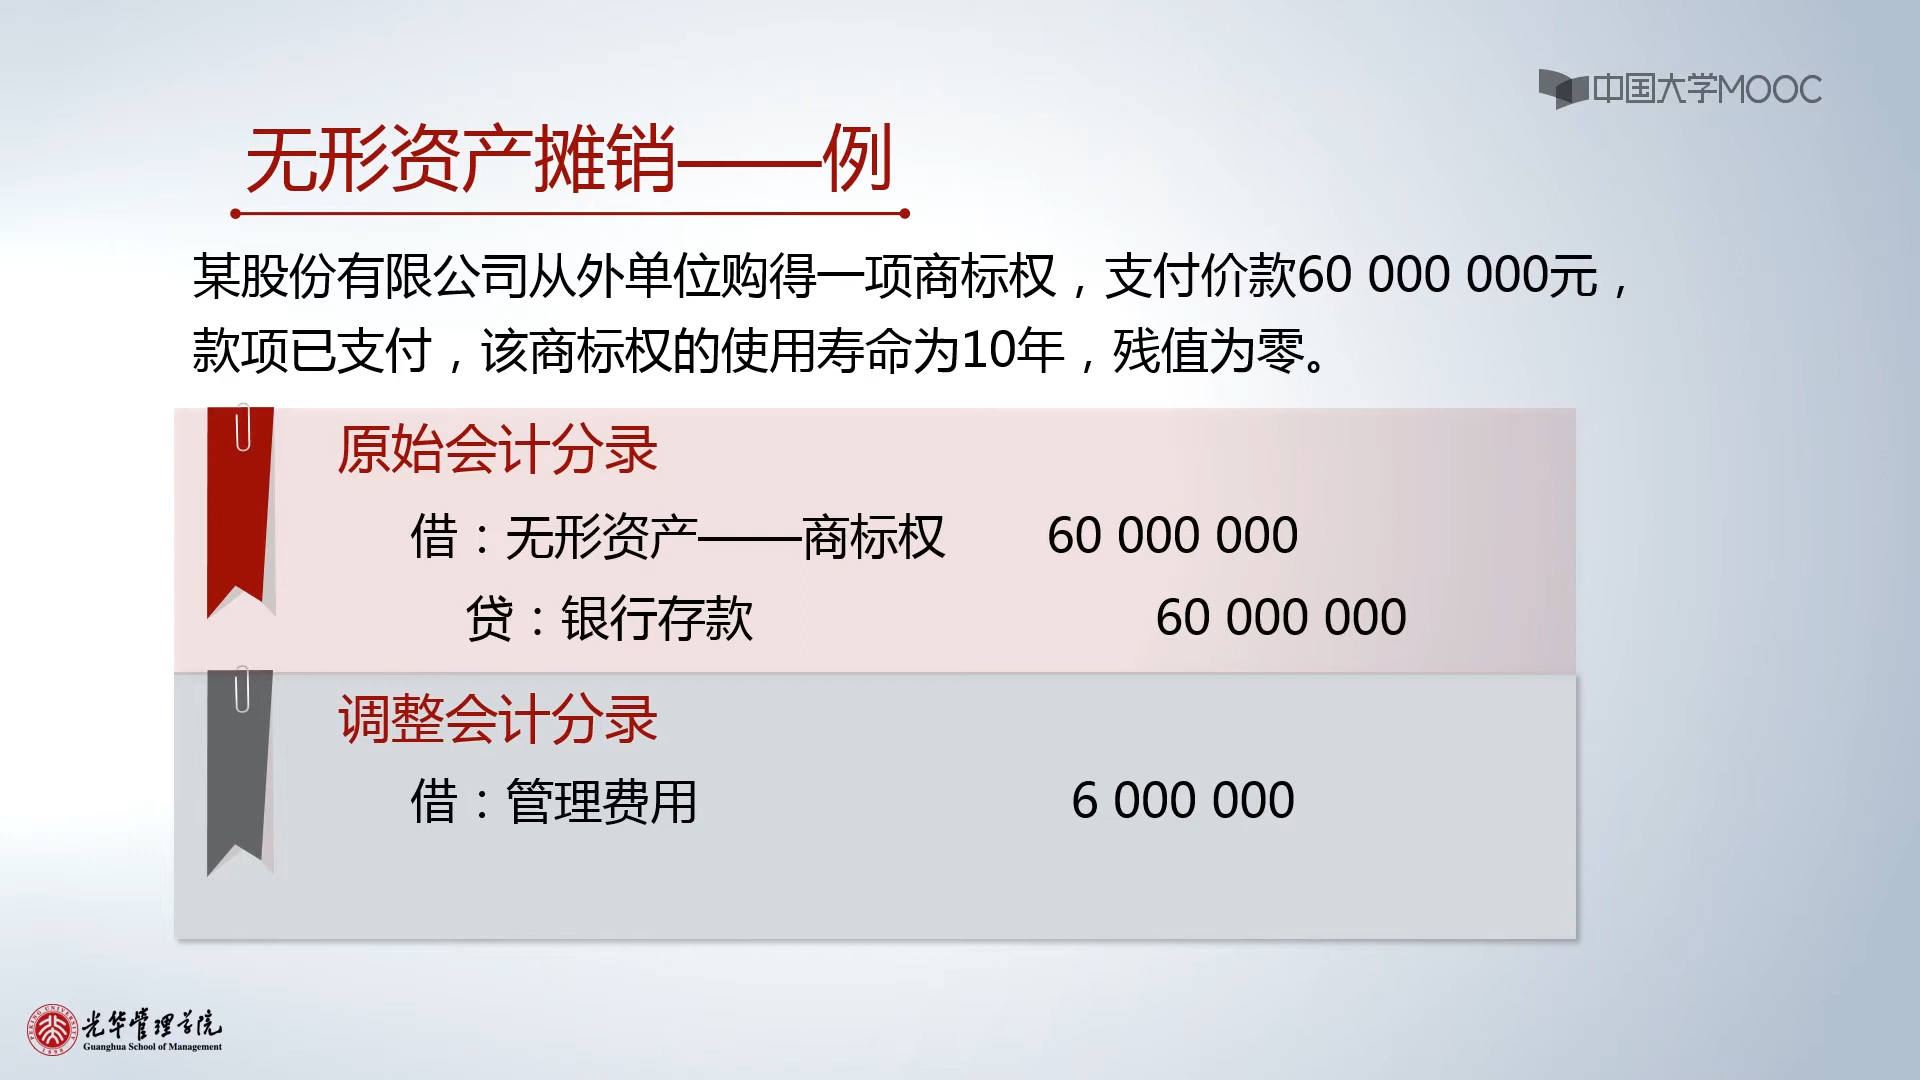 中国大学MOOC
无形资产摊销——例
某股份有限公司从外单位购得一项商标权，支付价款60 000 000元，
款项已支付，该商标权的使用寿命为10年，残值为零。
原始会计分录
借：无形资产——商标权 60 000 000
贷：银行存款 60 000 000
调整会计分录
借：管理费用 6 000 000
PEKING UNIVERSITY
1898
光华管理学院
Guanghua School of Management